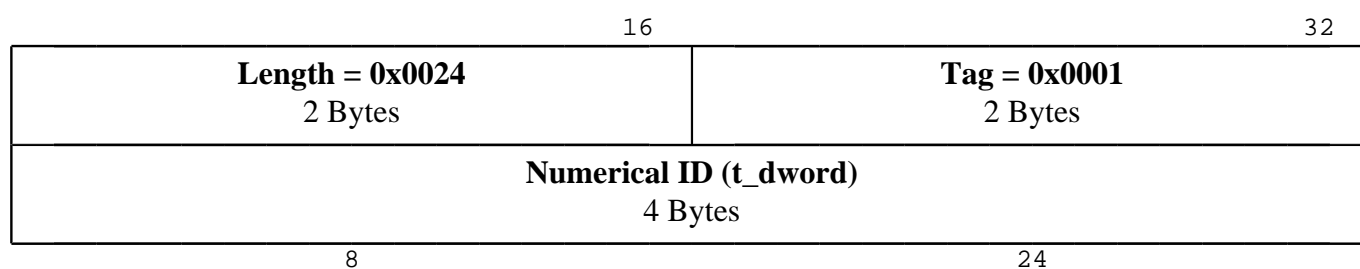 16 32
Length = 0x0024 Tag = 0x0001
2 Bytes 2 Bytes
Numerical ID (t_dword)
4 Bytes
8 24